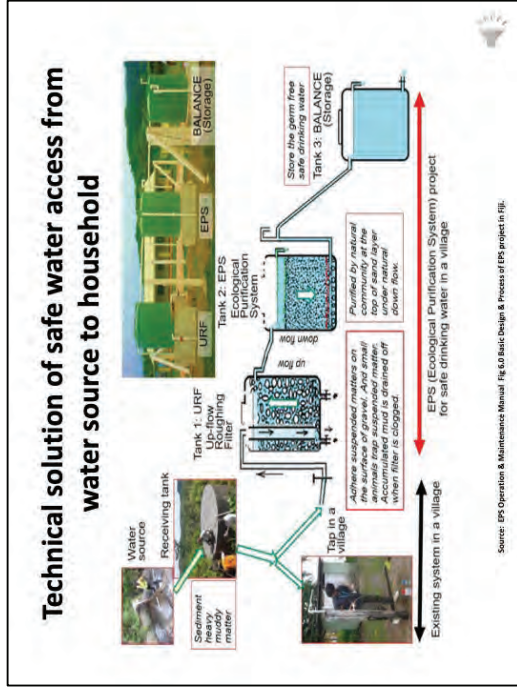 Technical solution of safe water access from
water source to household
URF
EPS
BALANCE
(Storage)
Water
source
Receiving tank
Sediment
heavy
muddy
matter
Tap in a
village
Tank 1: URF
Up-flow
Roughing
Filter
up flow
Adhere suspended matters on
the surface of gravel. And small
animals trap suspended matter.
Accumulated mud is drained off
when filter is clogged.
Tank 2: EPS
Ecological
Purification
System
down flow
Purified by natural
community at the
top of sand layer
under natural
down flow.
Store the germ free
safe drinking water
Tank 3: BALANCE
(Storage)
Existing system in a village
EPS (Ecological Purification System) project
for safe drinking water in a village
Source: EPS Operation & Maintenance Manual Fig 6.0 Basic Design & Process of EPS project in Fiji.